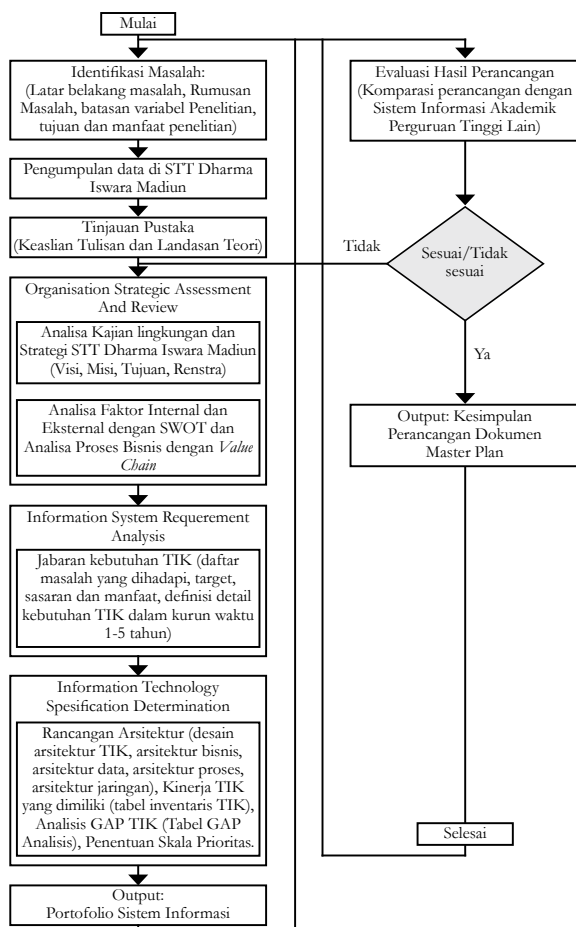 Mulai
Identifikasi Masalah:
(Latar belakang masalah, Rumusan
Masalah, batasan variabel Penelitian,
tujuan dan manfaat penelitian)
Pengumpulan data di STT Dharma
Iswara Madiun
Tinjauan Pustaka
(Keaslian Tulisan dan Landasan Teori)
Organisation Strategic Assessment
And Review
Analisa Kajian lingkungan dan
Strategi STT Dharma Iswara Madiun
(Visi, Misi, Tujuan, Renstra)
Analisa Faktor Internal dan
Eksternal dengan SWOT dan
Analisa Proses Bisnis dengan Value
Chain
Information System Requerement
Analysis
Jabaran kebutuhan TIK (daftar
masalah yang dihadapi, target,
sasaran dan manfaat, definisi detail
kebutuhan TIK dalam kurun waktu
1-5 tahun)
Information Technology
Spesification Determination
Rancangan Arsitektur (desain
arsitektur TIK, arsitektur bisnis,
arsitektur data, arsitektur proses,
arsitektur jaringan), Kinerja TIK
yang dimiliki (tabel inventaris TIK),
Analisis GAP TIK (Tabel GAP
Analisis), Penentuan Skala Prioritas.
Output:
Portofolio Sistem Informasi
Evaluasi Hasil Perancangan
(Komparasi perancangan dengan
Sistem Informasi Akademik
Perguruan Tinggi Lain)
Tidak
Sesuai/Tidak
sesuai
Ya
Output: Kesimpulan
Perancangan Dokumen
Master Plan
Selesai